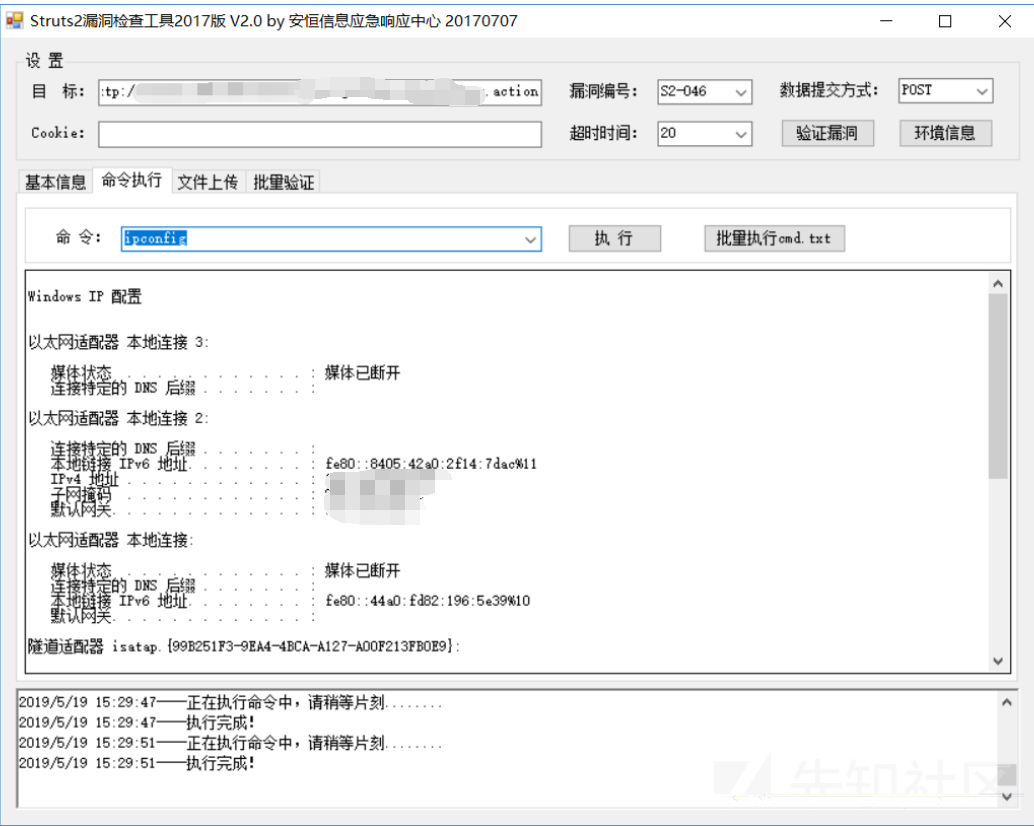 Struts2漏洞检查工具2017版 V2.0 by 安恒信息应急响应中心 20170707
设 置
目 标: :tp:/ .action 漏洞编号: S2-046 数据提交方式: POST
Cookie: 超时时间: 20 验证漏洞 环境信息
基本信息 命令执行 文件上传 批量验证
命 令: ipconfig 执 行 批量执行cmd.txt
Windows IP 配置
以太网适配器 本地连接 3:
媒体状态 . . . . . . . . . . . . : 媒体已断开
连接特定的 DNS 后缀 . . . . . . . :
以太网适配器 本地连接 2:
连接特定的 DNS 后缀 . . . . . . . :
本地链接 IPv6 地址. . . . . . . . : fe80::8405:42a0:2f14:7dac%11
IPv4 地址 . . . . . . . . . . . . :
子网掩码 . . . . . . . . . . . . :
默认网关. . . . . . . . . . . . . :
以太网适配器 本地连接:
媒体状态 . . . . . . . . . . . . : 媒体已断开
连接特定的 DNS 后缀 . . . . . . . :
本地链接 IPv6 地址. . . . . . . . : fe80::44a0:fd82:196:5e39%10
默认网关. . . . . . . . . . . . . :
隧道适配器 isatap.{99B251F3-9EA4-4BCA-A127-A00F213FB0E9}:
2019/5/19 15:29:47——正在执行命令中，请稍等片刻........
2019/5/19 15:29:47——执行完成!
2019/5/19 15:29:51——正在执行命令中，请稍等片刻........
2019/5/19 15:29:51——执行完成!
先知社区